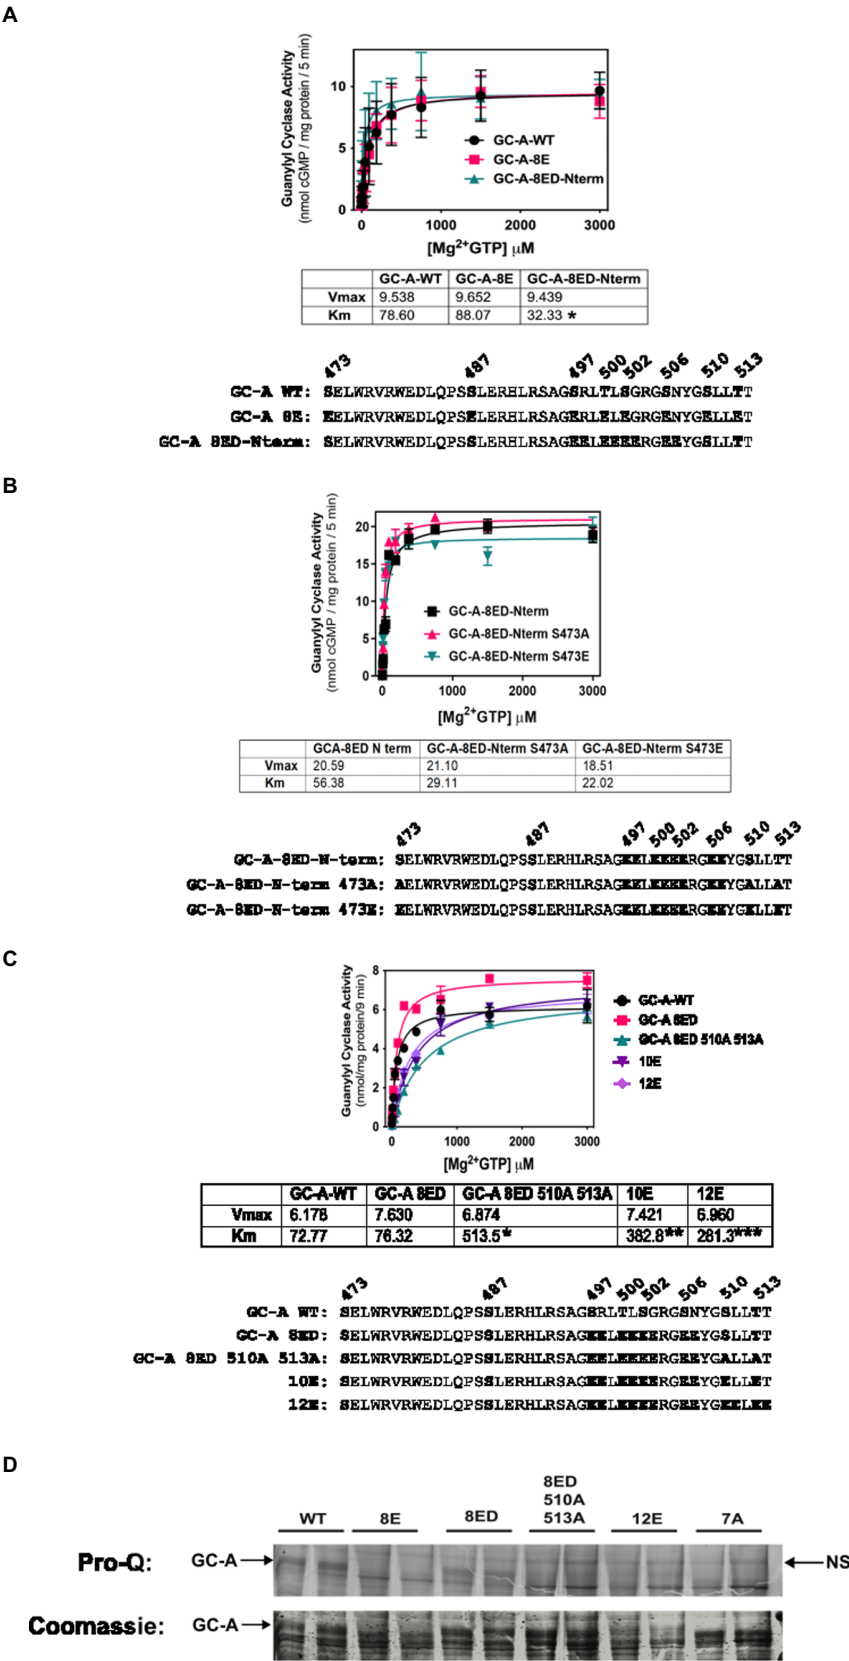 A
Guanylyl Cyclase Activity
(nmol cGMP / mg protein / 5 min)
10
5
0
GC-A-WT
GC-A-8E
GC-A-8ED-Nterm
0 1000 2000 3000
[Mg2+GTP] μM
GC-A-WT GC-A-8E GC-A-8ED-Nterm
Vmax 9.538 9.652 9.439
Km 78.60 88.07 32.33 *
473 487 497 500 502 506 510 513
GC-A WT: SELWRVRWEDLQPSSLERHLRSAGSRLTLSGRGSNYGSLLTT
GC-A 8E: EELWRVRWEDLQPSSELERHLRSAGERLELEGRGENYGELLET
GC-A 8ED-Nterm: SELWRVRWEDLQPSSLERHLRSAGEELEEEERGEEYGSLLTT
B
Guanylyl Cyclase Activity
(nmol cGMP / mg protein / 5 min)
20
15
10
5
0
GC-A-8ED-Nterm
GC-A-8ED-Nterm S473A
GC-A-8ED-Nterm S473E
0 1000 2000 3000
[Mg2+GTP] μM
GCA-8ED N term GC-A-8ED-Nterm S473A GC-A-8ED-Nterm S473E
Vmax 20.59 21.10 18.51
Km 56.38 29.11 22.02
473 487 497 500 502 506 510 513
GC-A-8ED-N-term: SELWRVRWEDLQPSSLERHLRSAGEELEEEERGEEYGSLLTT
GC-A-8ED-N-term 473A: AELWRVRWEDLQPSSLERHLRSAGEELEEEERGEEYGALLAT
GC-A-8ED-N-term 473E: EELWRVRWEDLQPSSLERHLRSAGEELEEEERGEEYGELLET
C
Guanylyl Cyclase Activity
(nmol/mg protein/9 min)
8
6
4
2
0
GC-A-WT
GC-A 8ED
GC-A 8ED 510A 513A
10E
12E
0 1000 2000 3000
[Mg2+GTP] μM
GC-A-WT GC-A 8ED GC-A 8ED 510A 513A 10E 12E
Vmax 6.178 7.630 6.874 7.421 6.960
Km 72.77 76.32 513.5* 382.8** 281.3***
473 487 497 500 502 506 510 513
GC-A WT: SELWRVRWEDLQPSSLERHLRSAGSRLTLSGRGSNYGSLLTT
GC-A 8ED: SELWRVRWEDLQPSSLERHLRSAGEELEEEERGEEYGSLLTT
GC-A 8ED 510A 513A: SELWRVRWEDLQPSSLERHLRSAGEELEEEERGEEYGALLAT
10E: SELWRVRWEDLQPSSLERHLRSAGEELEEEERGEEYGELLET
12E: SELWRVRWEDLQPSSLERHLRSAGEELEEEERGEEYGEELEE
D
WT 8E 8ED 8ED 510A 513A 12E 7A
Pro-Q: GC-A NS
Coomassie: GC-A